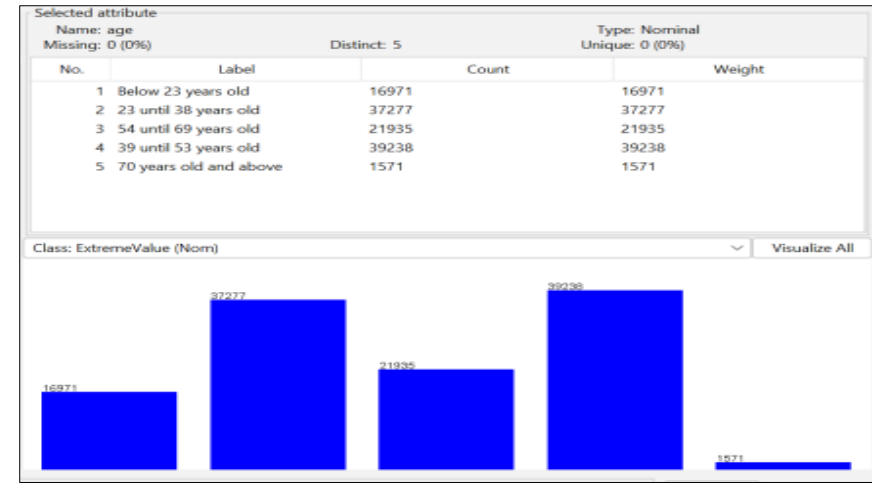 Selected attribute
Name: age Type: Nominal
Missing: 0 (0%) Distinct: 5 Unique: 0 (0%)
No. Label Count Weight
1 Below 23 years old 16971 16971
2 23 until 38 years old 37277 37277
3 54 until 69 years old 21935 21935
4 39 until 53 years old 39238 39238
5 70 years old and above 1571 1571
Class: ExtremeValue (Nom) Visualize All
16971
37277
21935
39238
1571